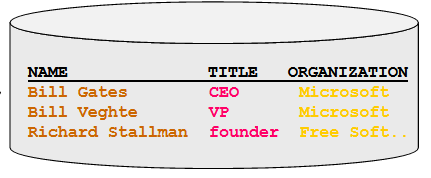 NAME TITLE ORGANIZATION
Bill Gates CEO Microsoft
Bill Veghte VP Microsoft
Richard Stallman founder Free Soft..